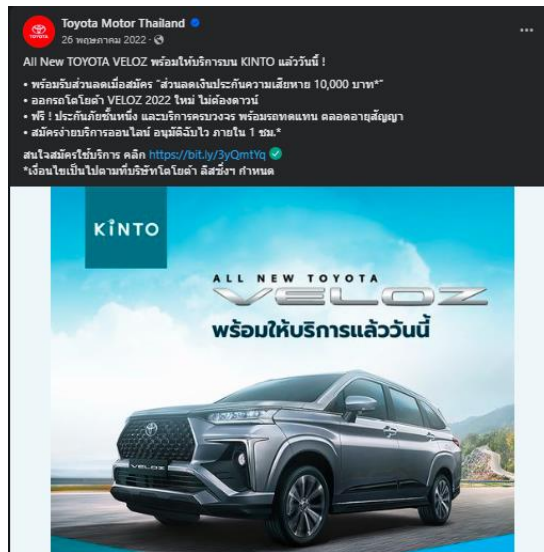 Toyota Motor Thailand
26 พฤษภาคม 2022
All New TOYOTA VELOZ พร้อมให้บริการบน KINTO แล้ววันนี้ !
• พร้อมรับส่วนลดเมื่อสมัคร "ส่วนลดเงินประกันความเสียหาย 10,000 บาท*"
• ออกรถโตโยต้า VELOZ 2022 ใหม่ ไม่ต้องดาวน์
• ฟรี ! ประกันภัยชั้นหนึ่ง และบริการครบวงจร พร้อมรถทดแทน ตลอดอายุสัญญา
• สมัครง่ายบริการออนไลน์ อนุมัติฉับไว ภายใน 1 ชม.*
สนใจสมัครใช้บริการ คลิก https://bit.ly/3yQmtYq
*เงื่อนไขเป็นไปตามที่บริษัทโตโยต้า ลีสซิ่งฯ กำหนด
KINTO
ALL NEW TOYOTA
VELOZ
พร้อมให้บริการแล้ววันนี้
VELOZ